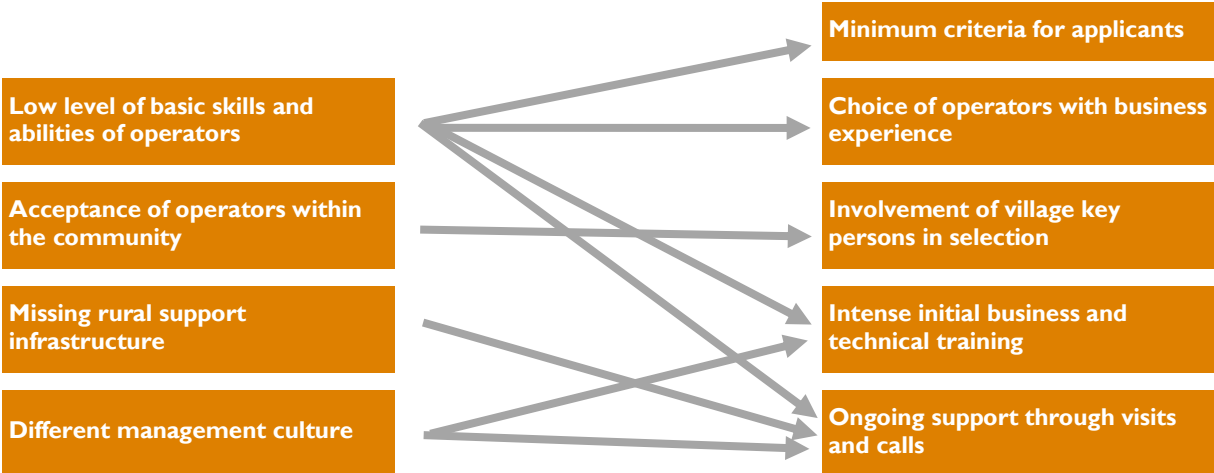 Low level of basic skills and
abilities of operators
Acceptance of operators within
the community
Missing rural support
infrastructure
Different management culture
Minimum criteria for applicants
Choice of operators with business
experience
Involvement of village key
persons in selection
Intense initial business and
technical training
Ongoing support through visits
and calls